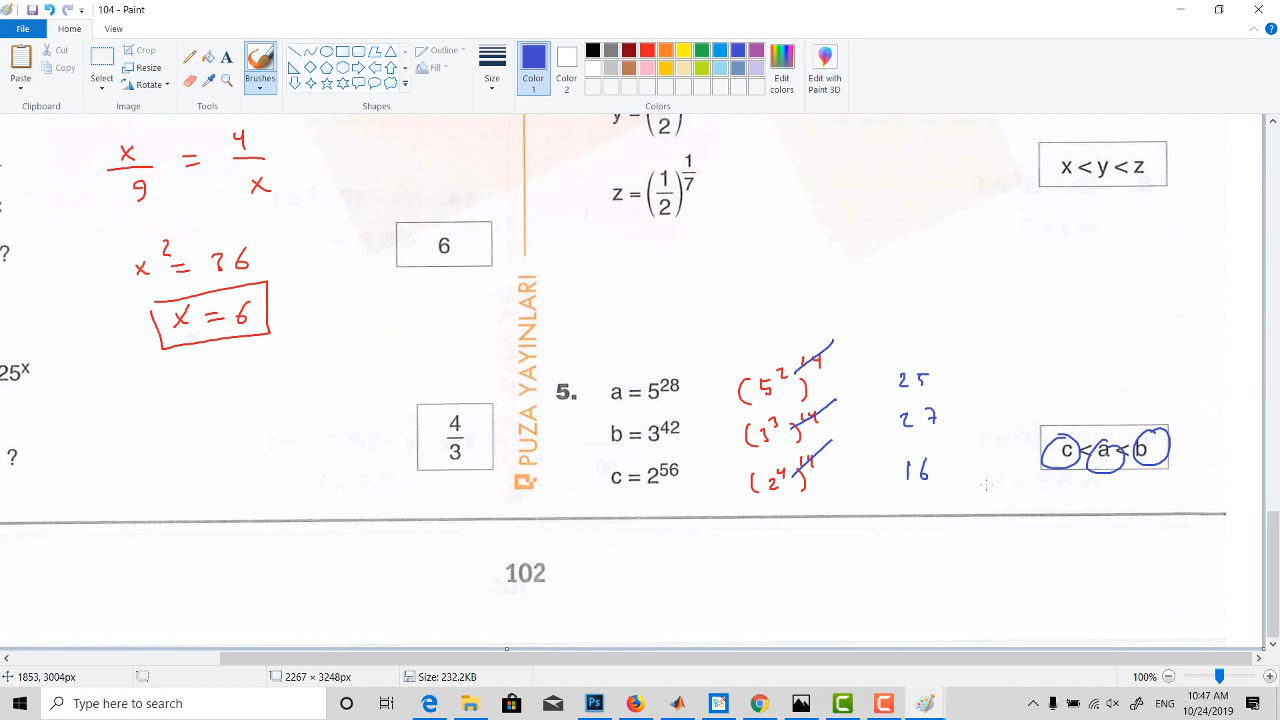 104 - Paint
File Home View
Paste Cut Copy Clipboard
Select Crop Resize Rotate Image
Tools
Brushes
Shapes Outline Fill
Size
Color 1 Color 2 Edit colors Colors
Edit with Paint 3D
x/9 = 4/x
x² = 36
x = 6
?
6
25ˣ
4/3
?
PUZA YAYINLARI
z = (1/2)^(1/7)
x < y < z
5. a = 5²⁸ (5²)¹⁴ 25
b = 3⁴² (3³)¹⁴ 27
c = 2⁵⁶ (2⁴)¹⁴ 16
c < a < b
102
1853, 3004px 2267 × 3248px Size: 232.2KB 100%
Type here to search
ENG 10:47 AM
10/24/2019